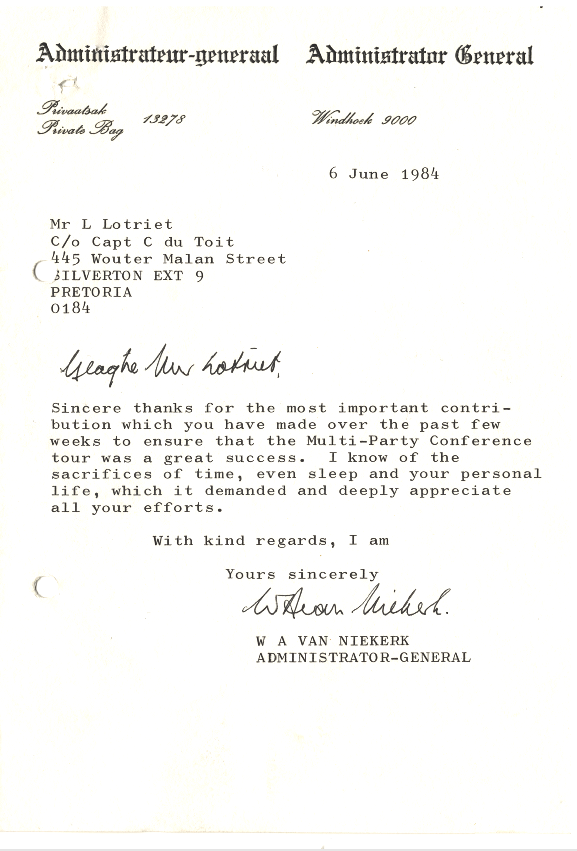 Administrateur-generaal Administrator General
Privaatsak
Private Bag 13278 Windhoek 9000
6 June 1984
Mr L Lotriet
C/o Capt C du Toit
445 Wouter Malan Street
SILVERTON EXT 9
PRETORIA
0184
Geagte Mnr Lotriet,
Sincere thanks for the most important contri-
bution which you have made over the past few
weeks to ensure that the Multi-Party Conference
tour was a great success. I know of the
sacrifices of time, even sleep and your personal
life, which it demanded and deeply appreciate
all your efforts.
With kind regards, I am
Yours sincerely
WAvan Niekerk.
W A VAN NIEKERK
ADMINISTRATOR-GENERAL